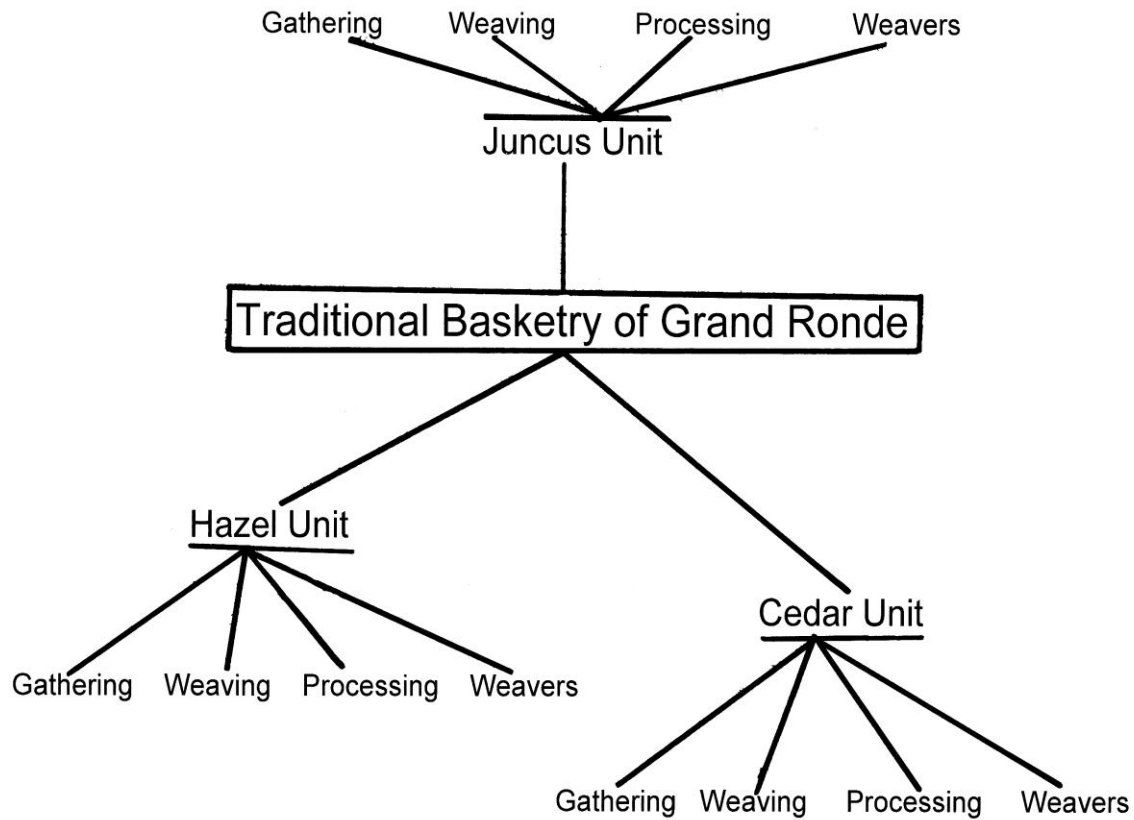 Gathering Weaving Processing Weavers
Juncus Unit
Traditional Basketry of Grand Ronde
Hazel Unit
Gathering Weaving Processing Weavers
Cedar Unit
Gathering Weaving Processing Weavers